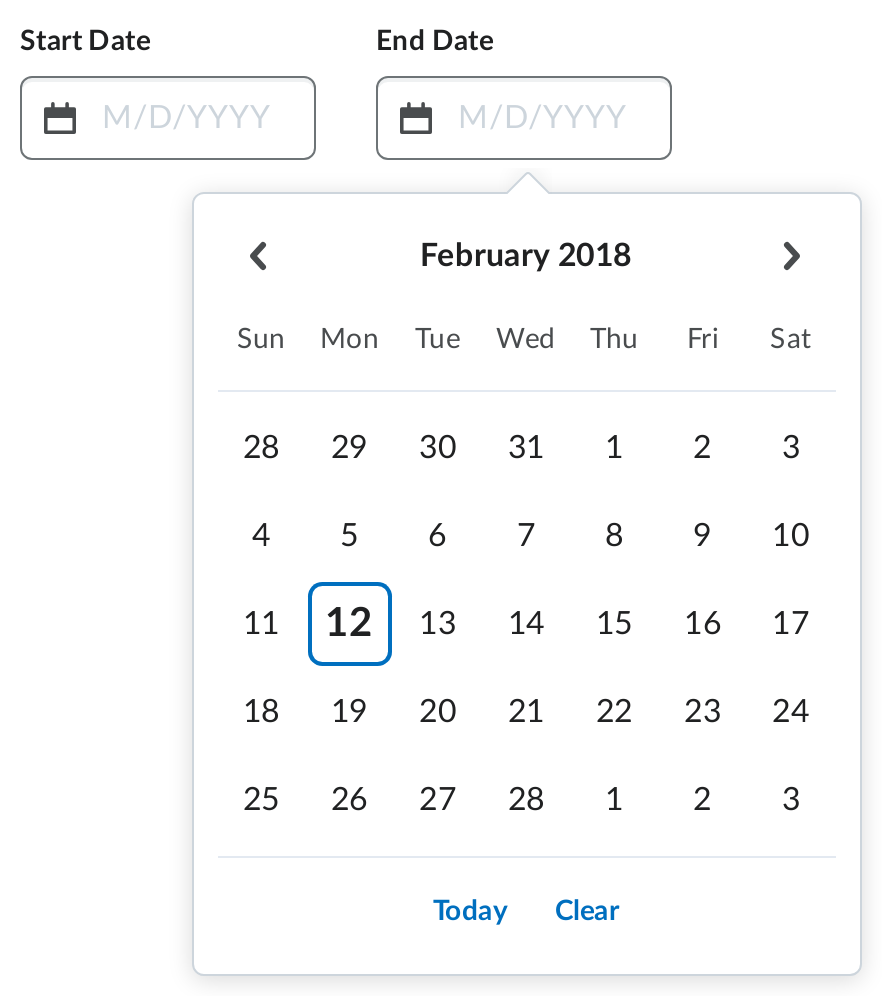 Start Date End Date
M/D/YYYY M/D/YYYY
February 2018
Sun Mon Tue Wed Thu Fri Sat
28 29 30 31 1 2 3
4 5 6 7 8 9 10
11 12 13 14 15 16 17
18 19 20 21 22 23 24
25 26 27 28 1 2 3
Today Clear